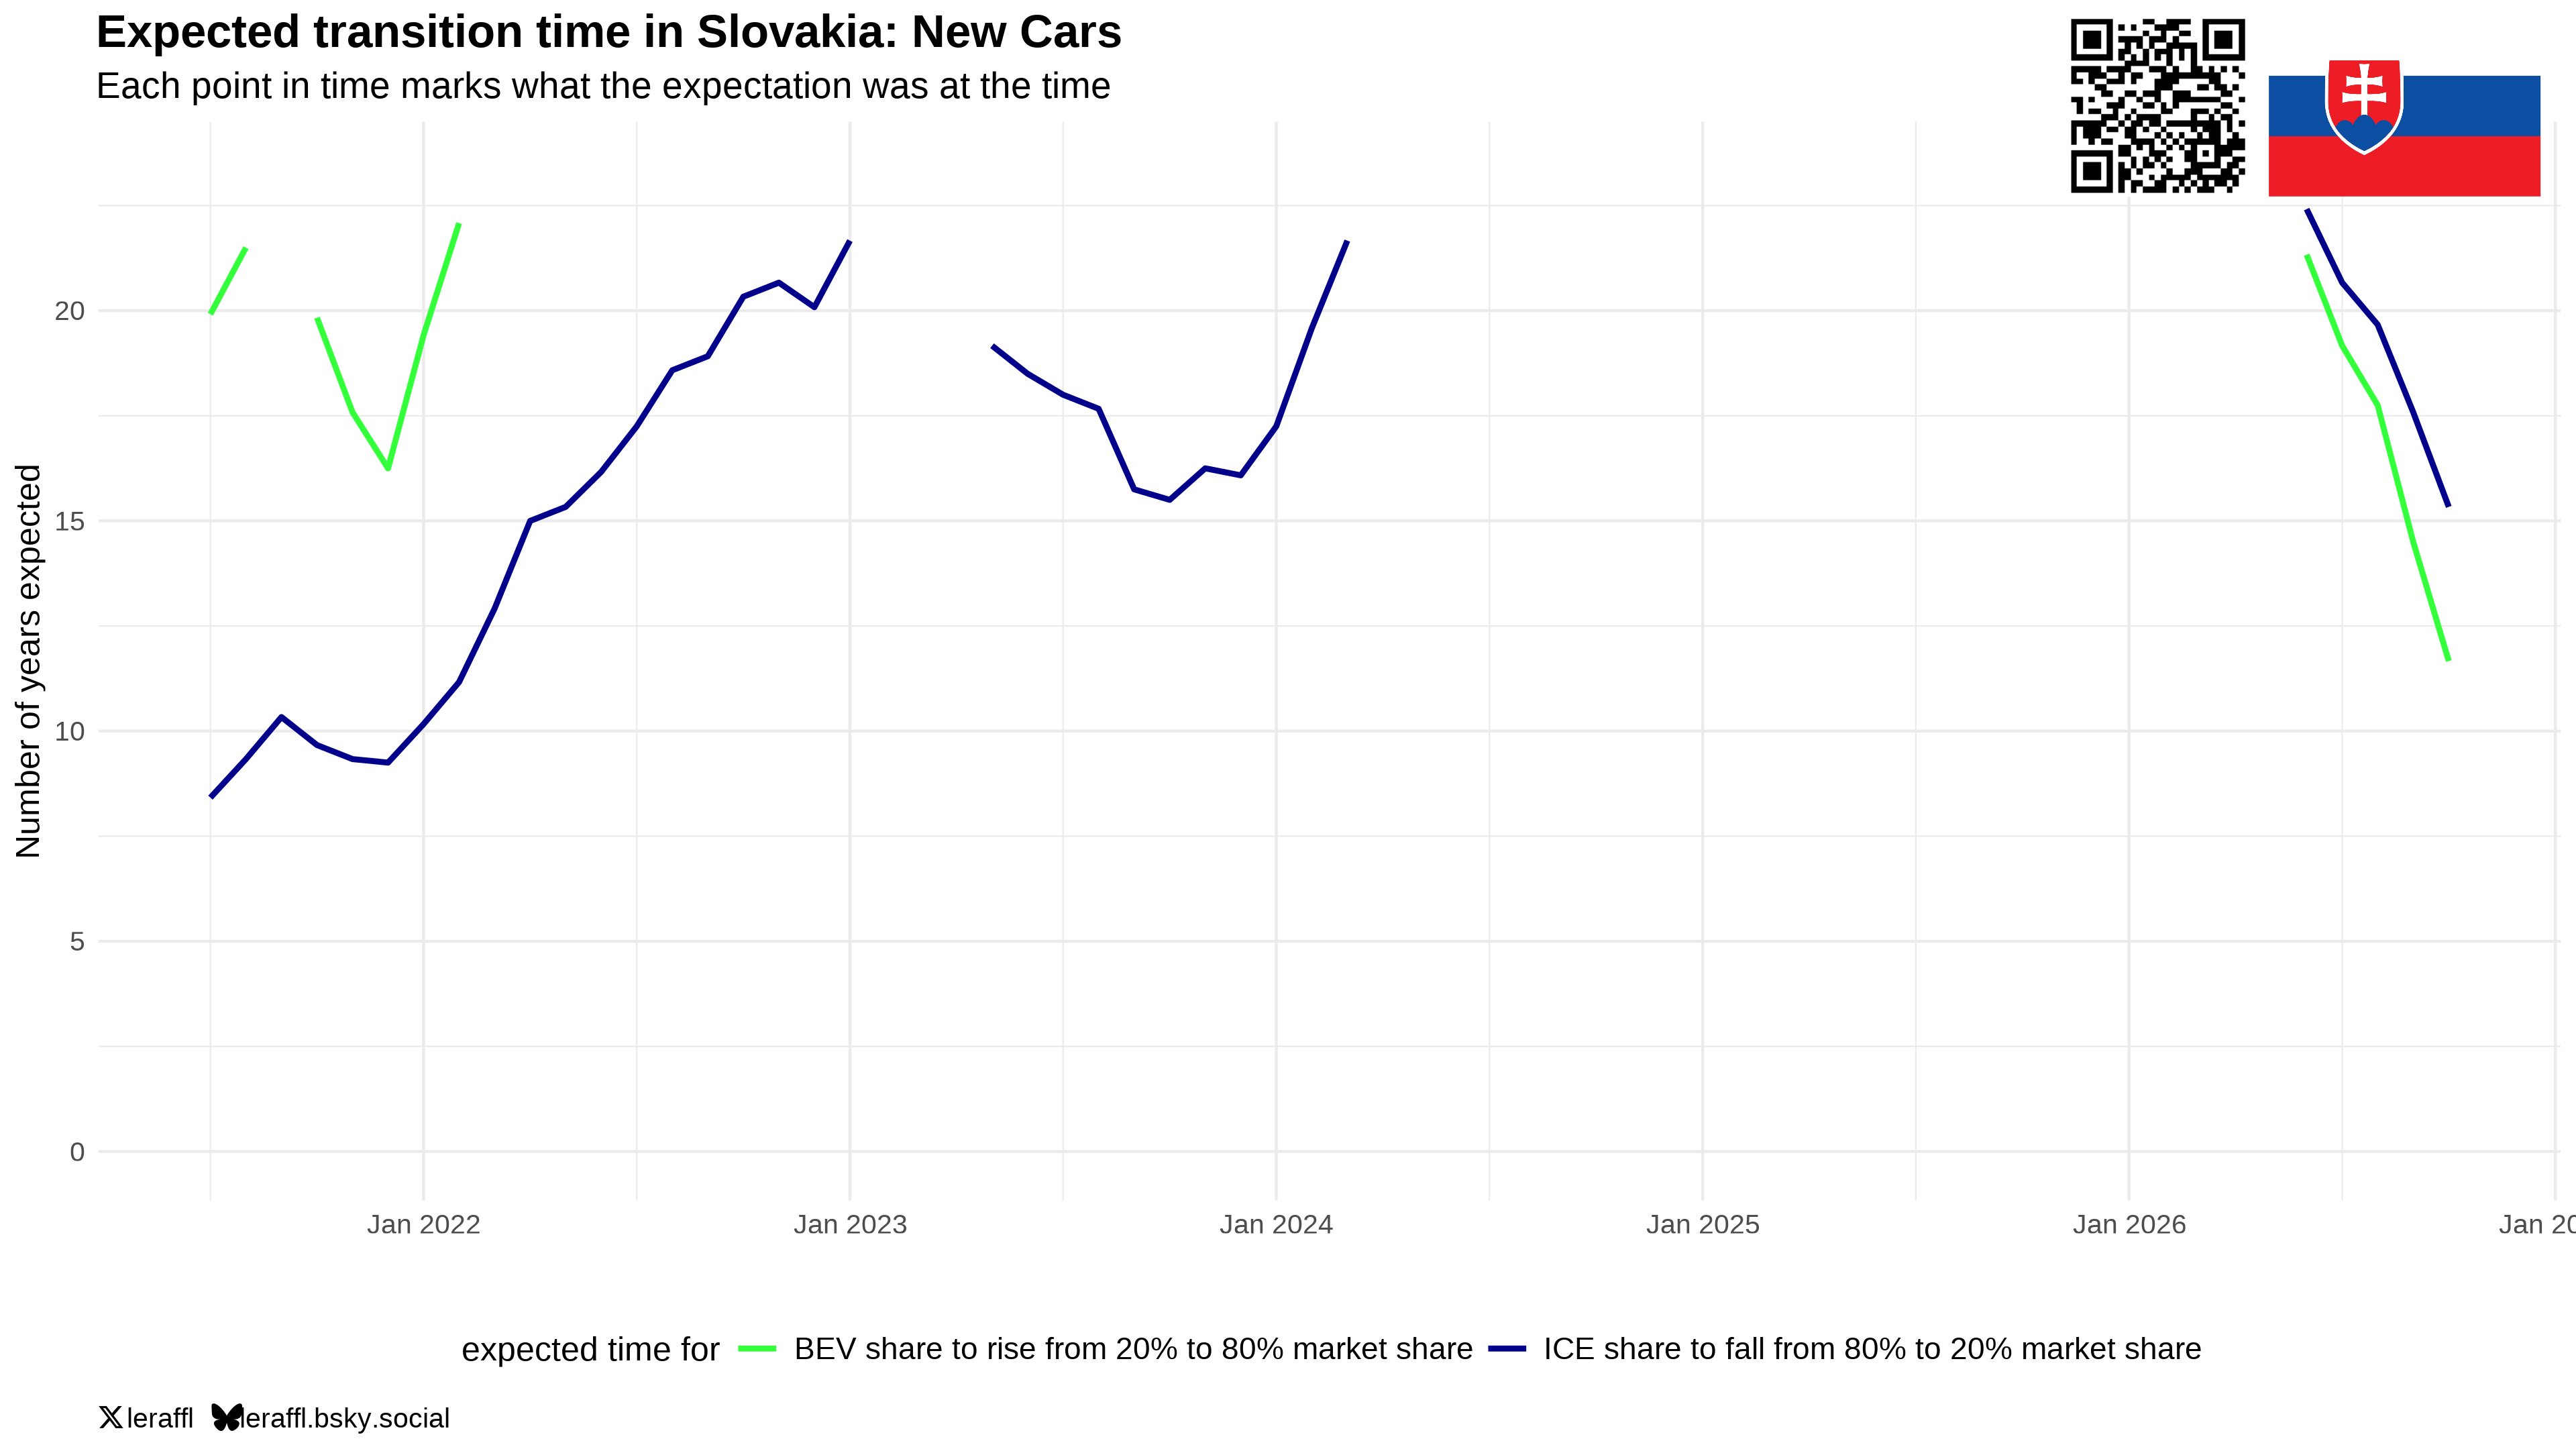 Expected transition time in Slovakia: New Cars
Each point in time marks what the expectation was at the time
Number of years expected
20
15
10
5
0
Jan 2022
Jan 2023
Jan 2024
Jan 2025
Jan 2026
Jan 20
expected time for
BEV share to rise from 20% to 80% market share
ICE share to fall from 80% to 20% market share
leraffl
leraffl.bsky.social